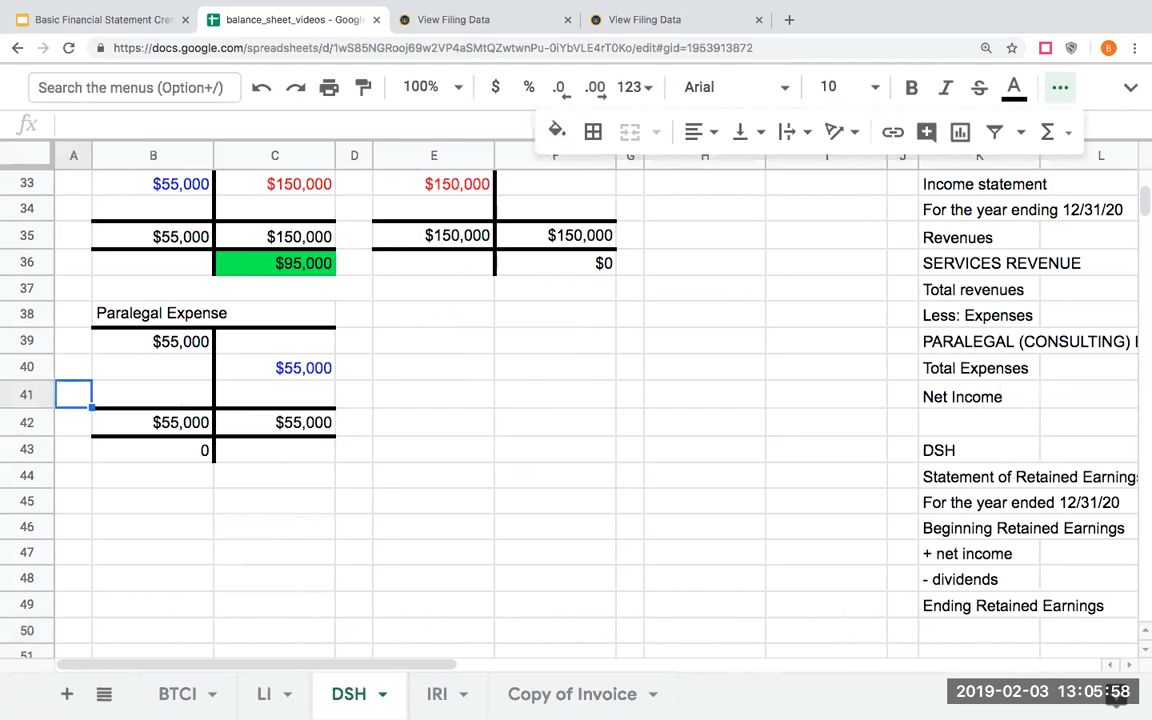 Basic Financial Statement Cre
balance_sheet_videos - Googl
View Filing Data
View Filing Data
https://docs.google.com/spreadsheets/d/1wS85NGRooj69w2VP4aSMtQZwtwnPu-0iYbVLE4rT0Ko/edit#gid=1953913872
B
Search the menus (Option+/)
100%
$
%
.0
.00
123
Arial
10
B
I
S
A
fx
A B C D E F G H I J K L
33 $55,000 $150,000 $150,000 Income statement
34 For the year ending 12/31/20
35 $55,000 $150,000 $150,000 $150,000 Revenues
36 $95,000 $0 SERVICES REVENUE
37 Total revenues
38 Paralegal Expense Less: Expenses
39 $55,000 PARALEGAL (CONSULTING)
40 $55,000 Total Expenses
41 Net Income
42 $55,000 $55,000
43 0 DSH
44 Statement of Retained Earning
45 For the year ended 12/31/20
46 Beginning Retained Earnings
47 + net income
48 - dividends
49 Ending Retained Earnings
50
51
BTCI
LI
DSH
IRI
Copy of Invoice
2019-02-03 13:05:58